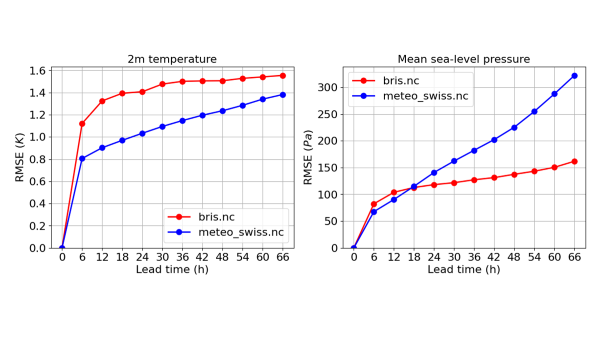 2m temperature
1.6
1.4
1.2
1.0
0.8
0.6
0.4
0.2
0.0
RMSE (K)
bris.nc
meteo_swiss.nc
0 6 12 18 24 30 36 42 48 54 60 66
Lead time (h)
Mean sea-level pressure
bris.nc
meteo_swiss.nc
300
250
200
150
100
50
0
RMSE (Pa)
0 6 12 18 24 30 36 42 48 54 60 66
Lead time (h)